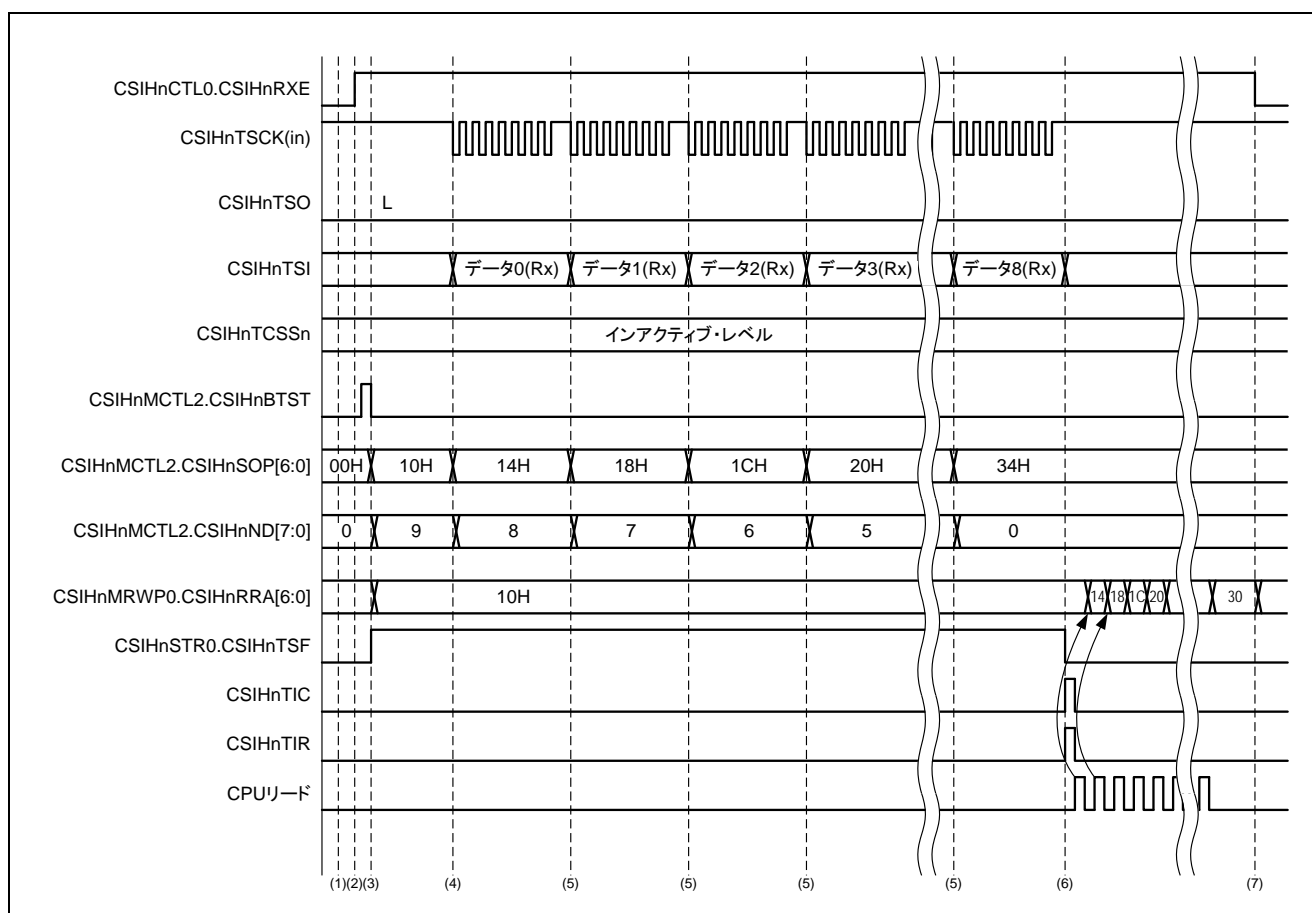 CSIHnCTL0.CSIHnRXE
CSIHnTSCK(in)
CSIHnTSO
L
CSIHnTSI
データ0(Rx) データ1(Rx) データ2(Rx) データ3(Rx) データ8(Rx)
CSIHnTCSSn
インアクティブ・レベル
CSIHnMCTL2.CSIHnBTST
CSIHnMCTL2.CSIHnSOP[6:0]
00H 10H 14H 18H 1CH 20H 34H
CSIHnMCTL2.CSIHnND[7:0]
0 9 8 7 6 5 0
CSIHnMRWP0.CSIHnRRA[6:0]
10H 14 18 1C 20 30
CSIHnSTR0.CSIHnTSF
CSIHnTIC
CSIHnTIR
CPUリード
(1) (2) (3) (4) (5) (5) (5) (5) (6) (7)